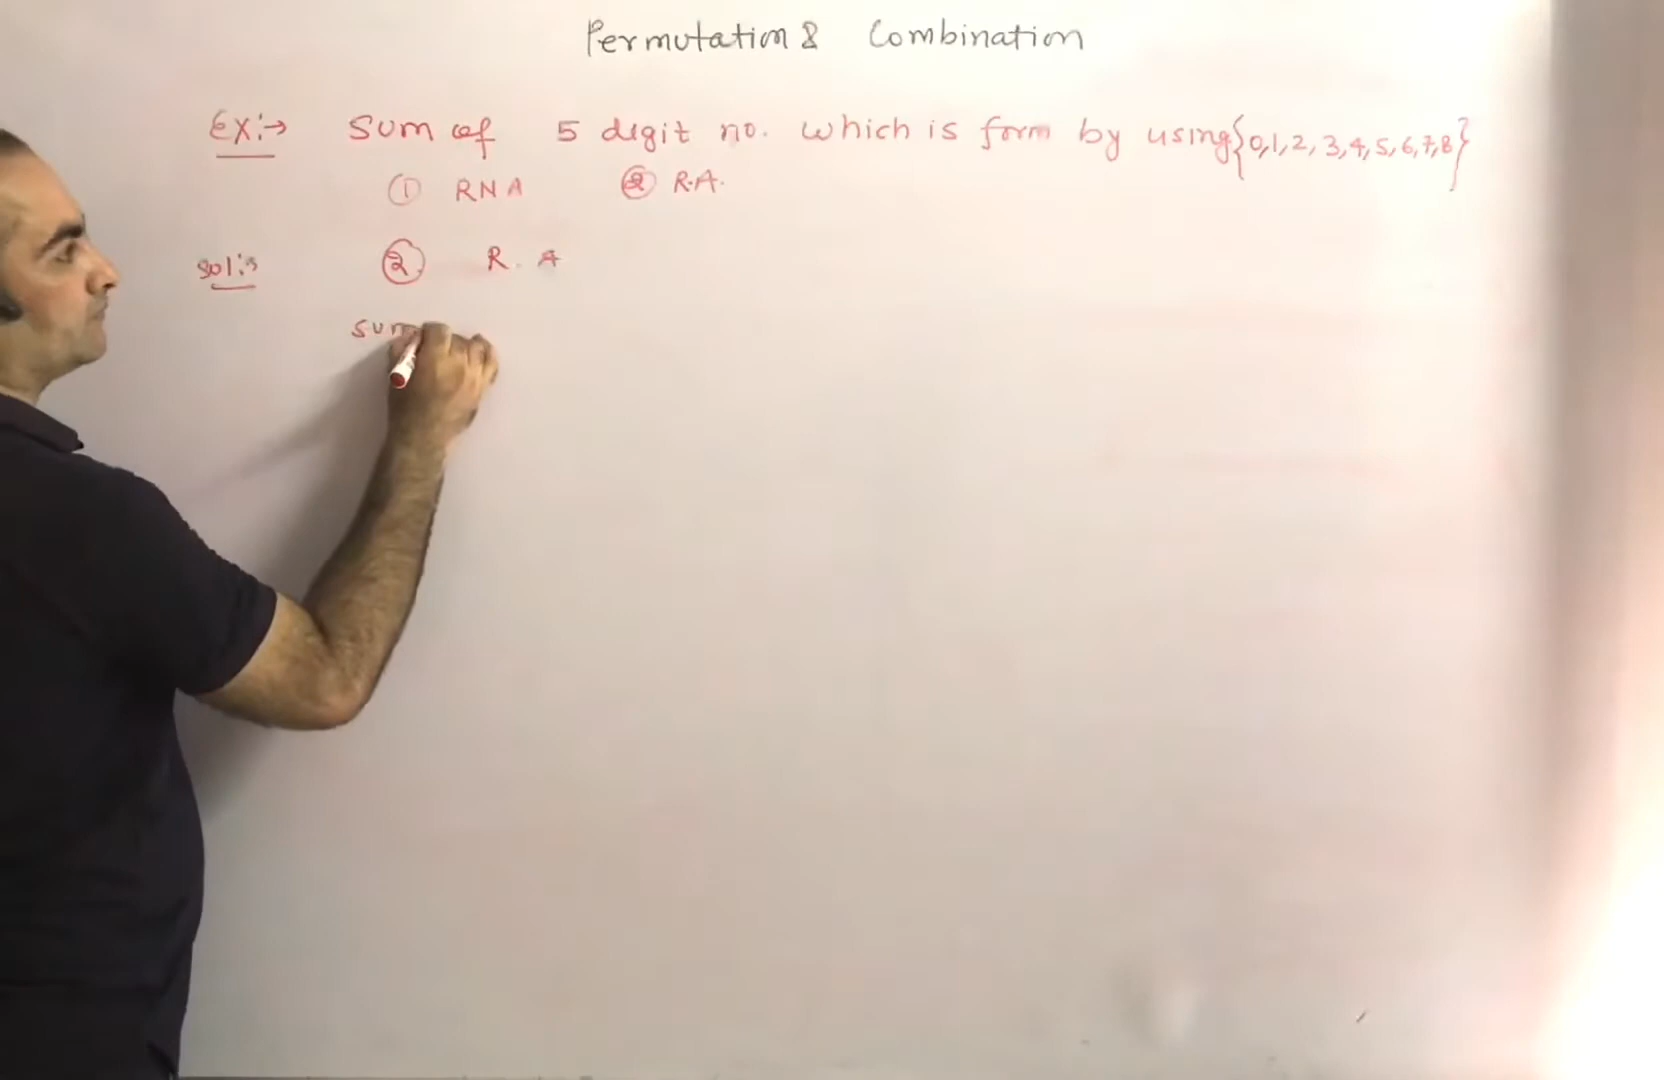 Permutation & Combination
Ex:→ Sum of 5 digit no. which is form by using {0,1,2,3,4,5,6,7,8}
① RNA ② R.A.
Sol:→ ② R. A
sum